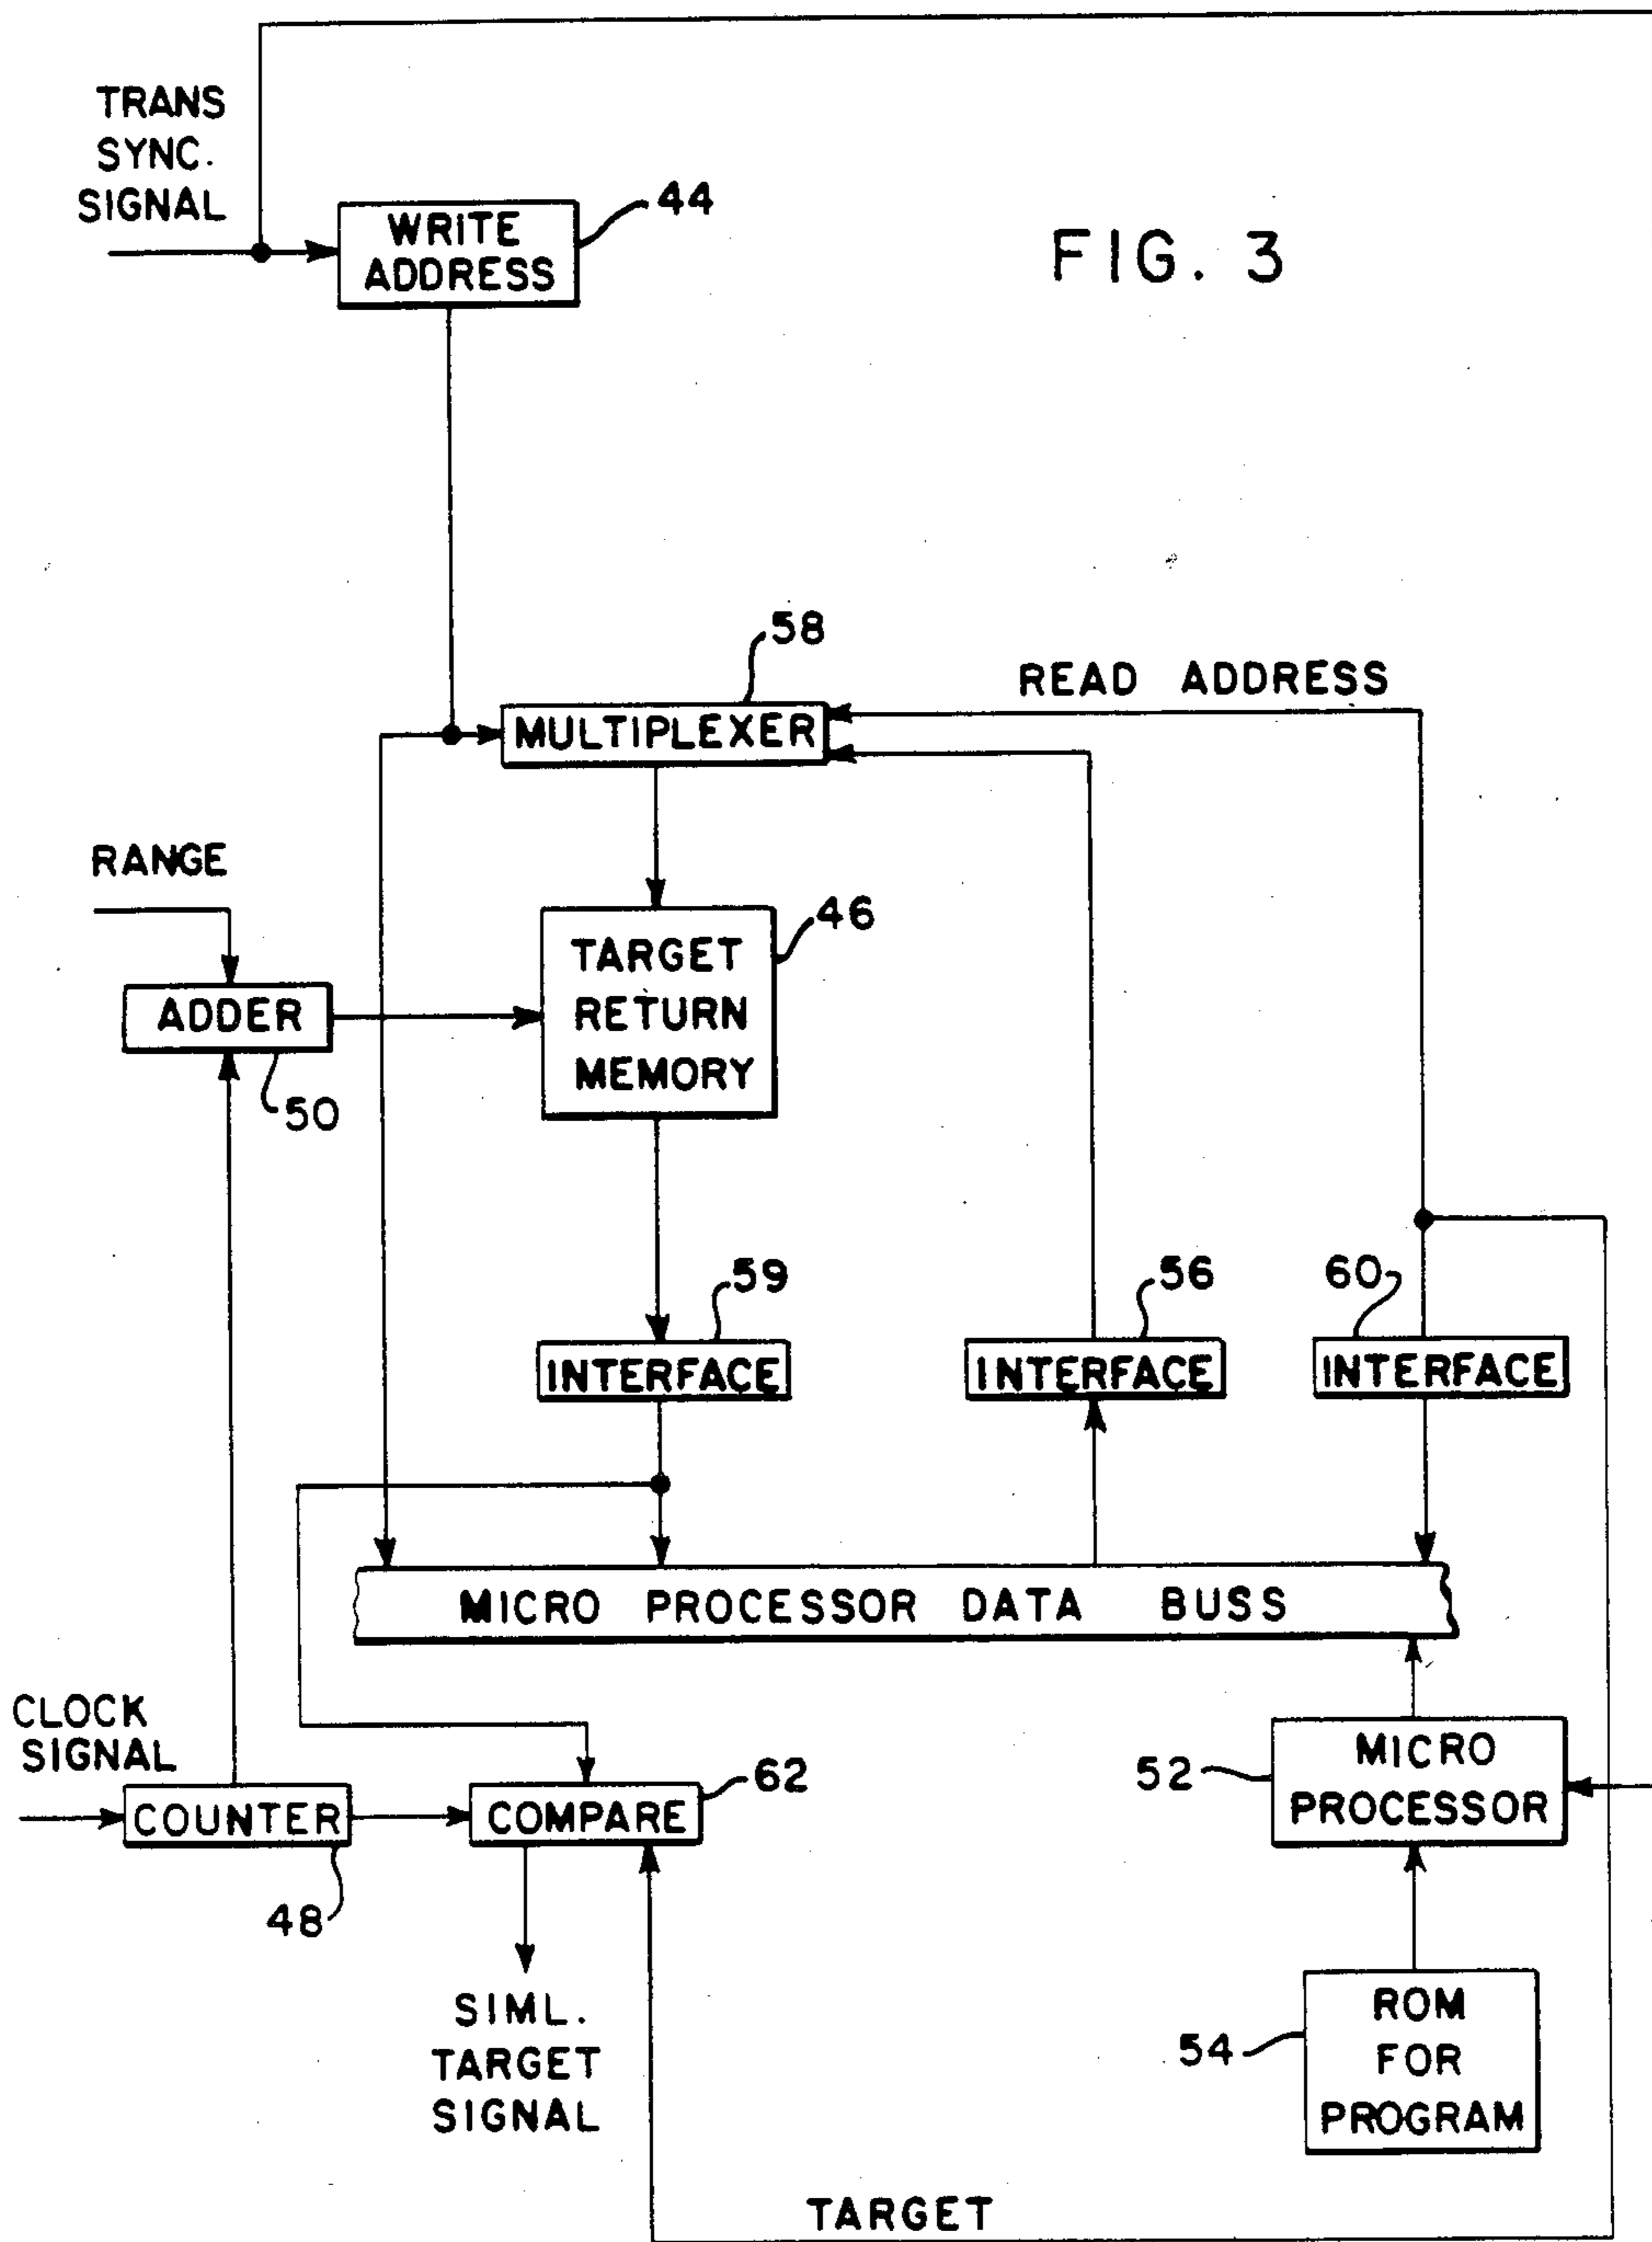 TRANS
SYNC.
SIGNAL
WRITE
ADDRESS
44
FIG. 3
58
READ ADDRESS
MULTIPLEXER
RANGE
46
TARGET
RETURN
MEMORY
ADDER
50
59
56
60
INTERFACE
INTERFACE
INTERFACE
MICRO PROCESSOR DATA BUSS
CLOCK
SIGNAL
COUNTER
48
COMPARE
62
52
MICRO
PROCESSOR
SIML.
TARGET
SIGNAL
54
ROM
FOR
PROGRAM
TARGET